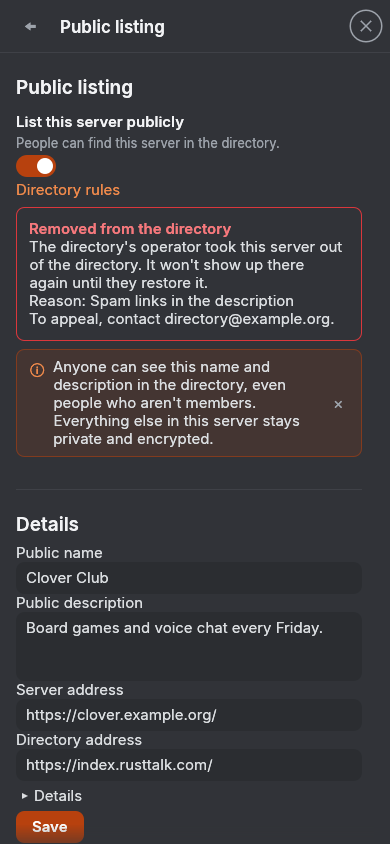 Public listing
Public listing
List this server publicly
People can find this server in the directory.
Directory rules
Removed from the directory
The directory's operator took this server out
of the directory. It won't show up there
again until they restore it.
Reason: Spam links in the description
To appeal, contact directory@example.org.
Anyone can see this name and
description in the directory, even
people who aren't members.
Everything else in this server stays
private and encrypted.
Details
Public name
Clover Club
Public description
Board games and voice chat every Friday.
Server address
https://clover.example.org/
Directory address
https://index.rusttalk.com/
Details
Save